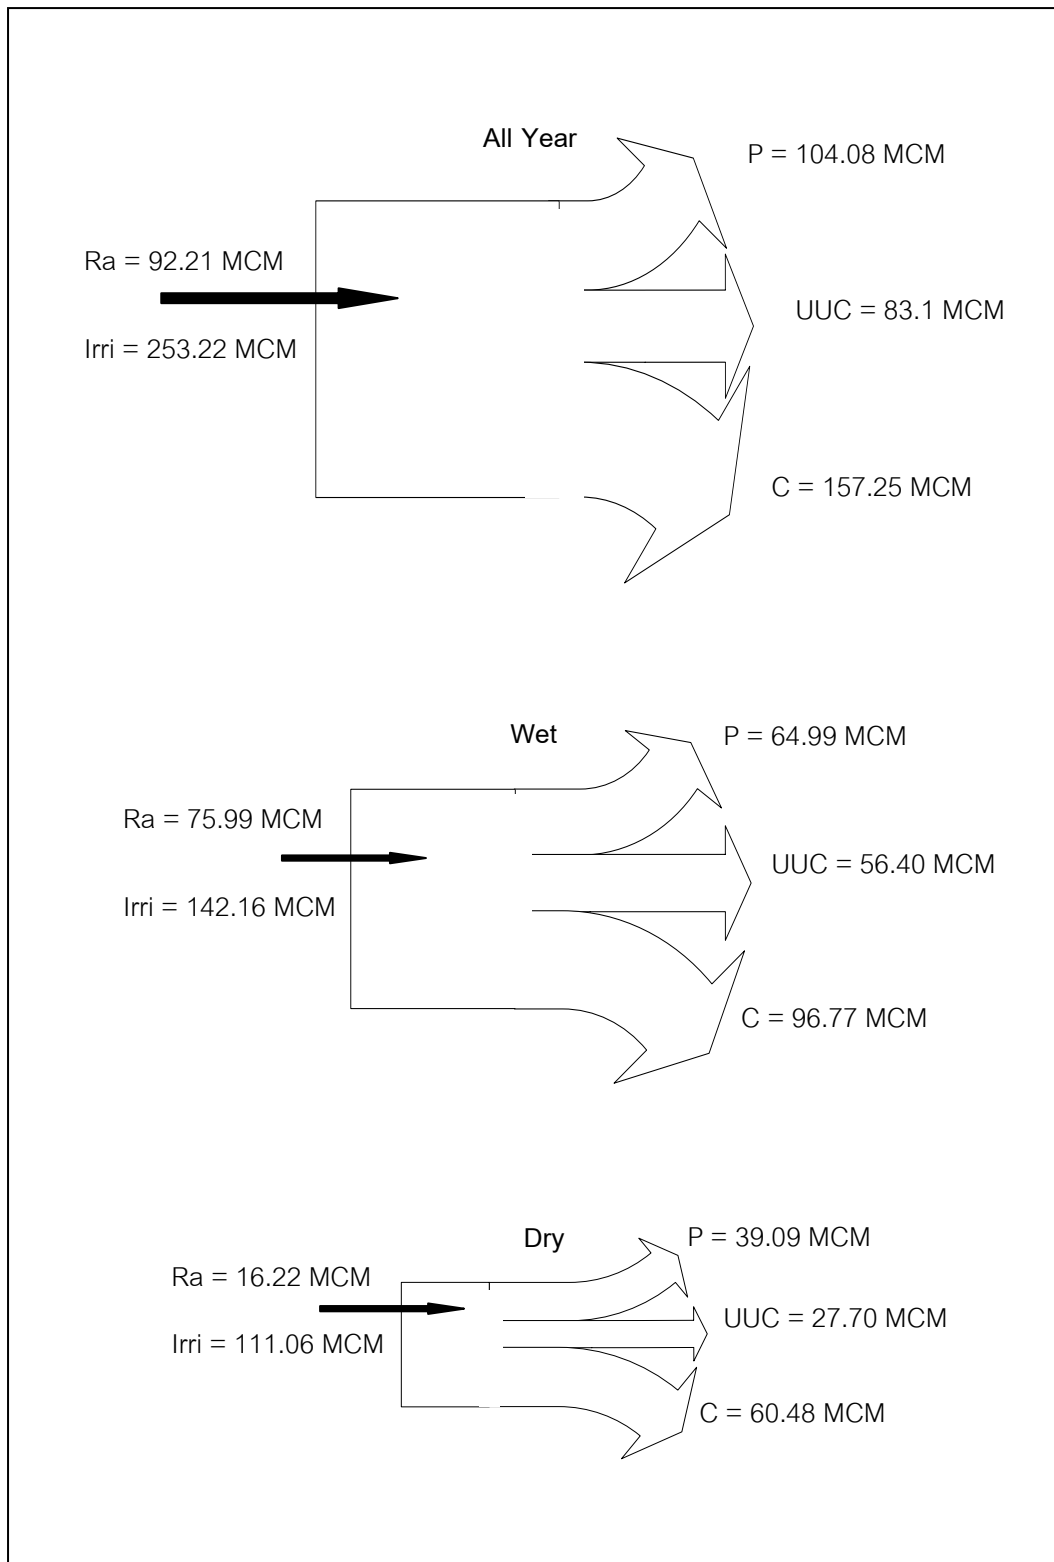 All Year
P = 104.08 MCM
Ra = 92.21 MCM
UUC = 83.1 MCM
Irri = 253.22 MCM
C = 157.25 MCM
Wet
P = 64.99 MCM
Ra = 75.99 MCM
UUC = 56.40 MCM
Irri = 142.16 MCM
C = 96.77 MCM
Dry
P = 39.09 MCM
Ra = 16.22 MCM
UUC = 27.70 MCM
Irri = 111.06 MCM
C = 60.48 MCM